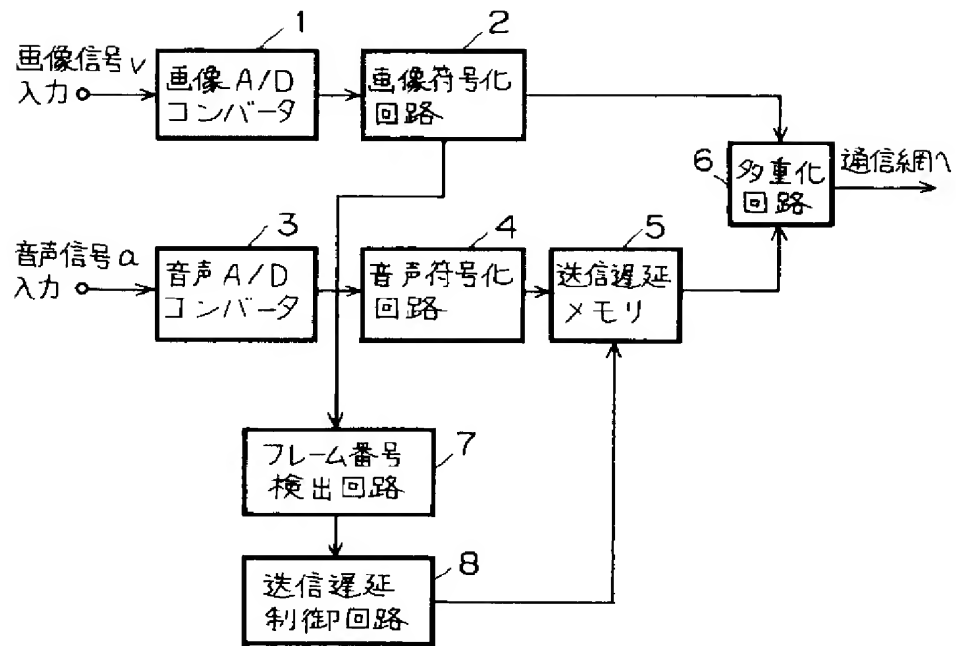 1
2
画像信号v
入力
画像 A/D
コンバータ
画像符号化
回路
6
多重化
回路
通信網へ
3
4
5
音声信号a
入力
音声 A/D
コンバータ
音声符号化
回路
送信遅延
メモリ
7
フレーム番号
検出回路
8
送信遅延
制御回路